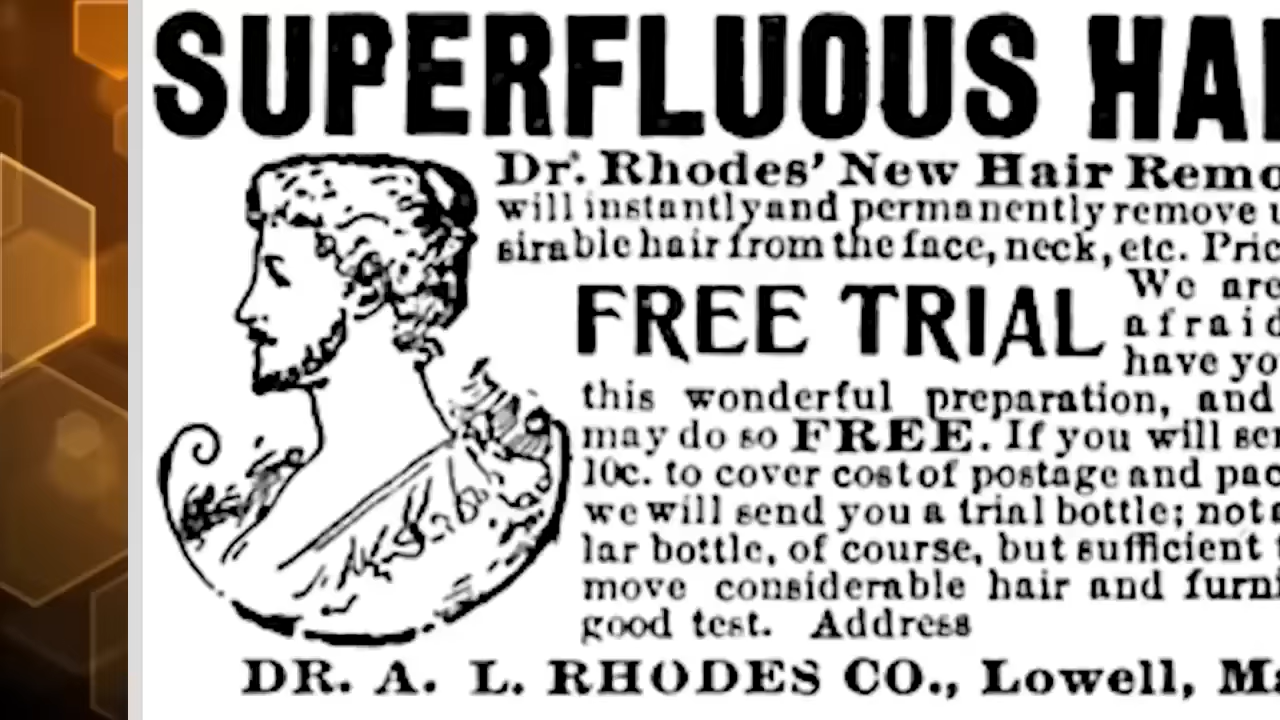 SUPERFLUOUS HAI
Dr. Rhodes' New Hair Remo
will instantly and permanently remove u
sirable hair from the face, neck, etc. Pric
We are
FREE TRIAL afraid
have yo
this wonderful preparation, and
may do so FREE. If you will sen
10c. to cover cost of postage and pac
we will send you a trial bottle; not a
lar bottle, of course, but sufficient t
move considerable hair and furni
good test. Address
DR. A. L. RHODES CO., Lowell, Ma